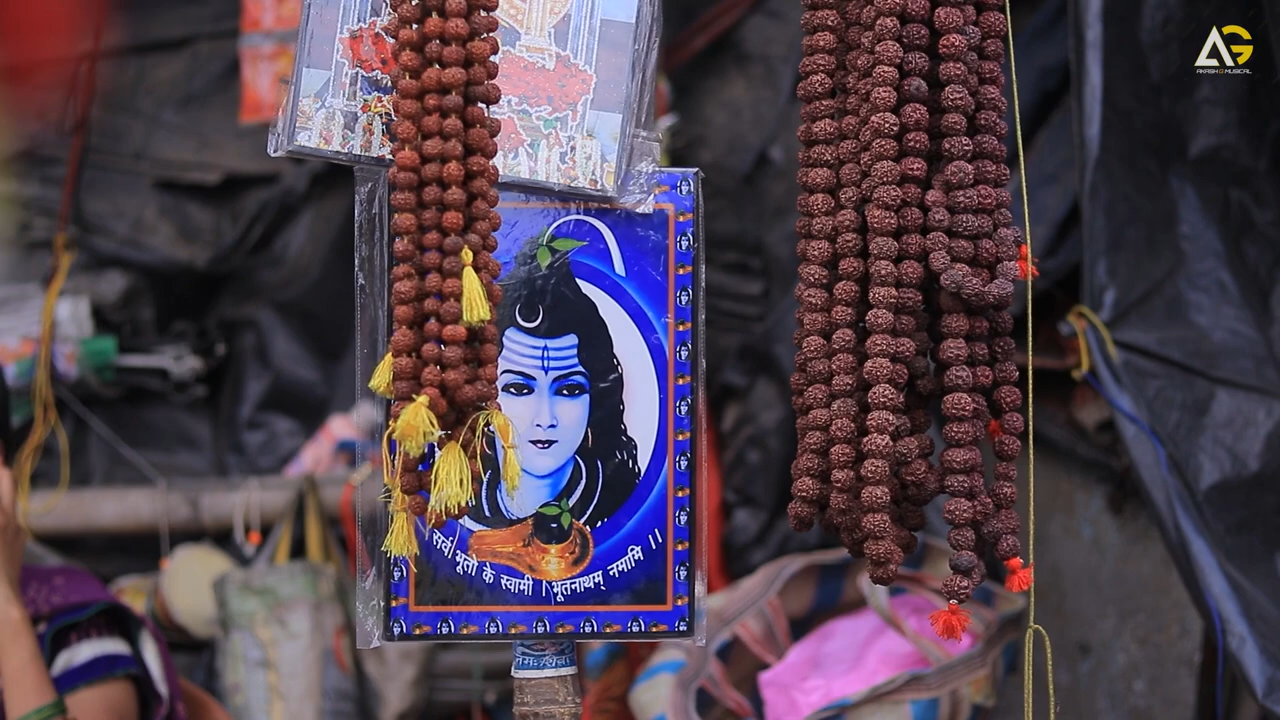 AG
AKASH G MUSICAL
सर्वा भूतो के स्वामी । भूतनाथम् नमामि ।।